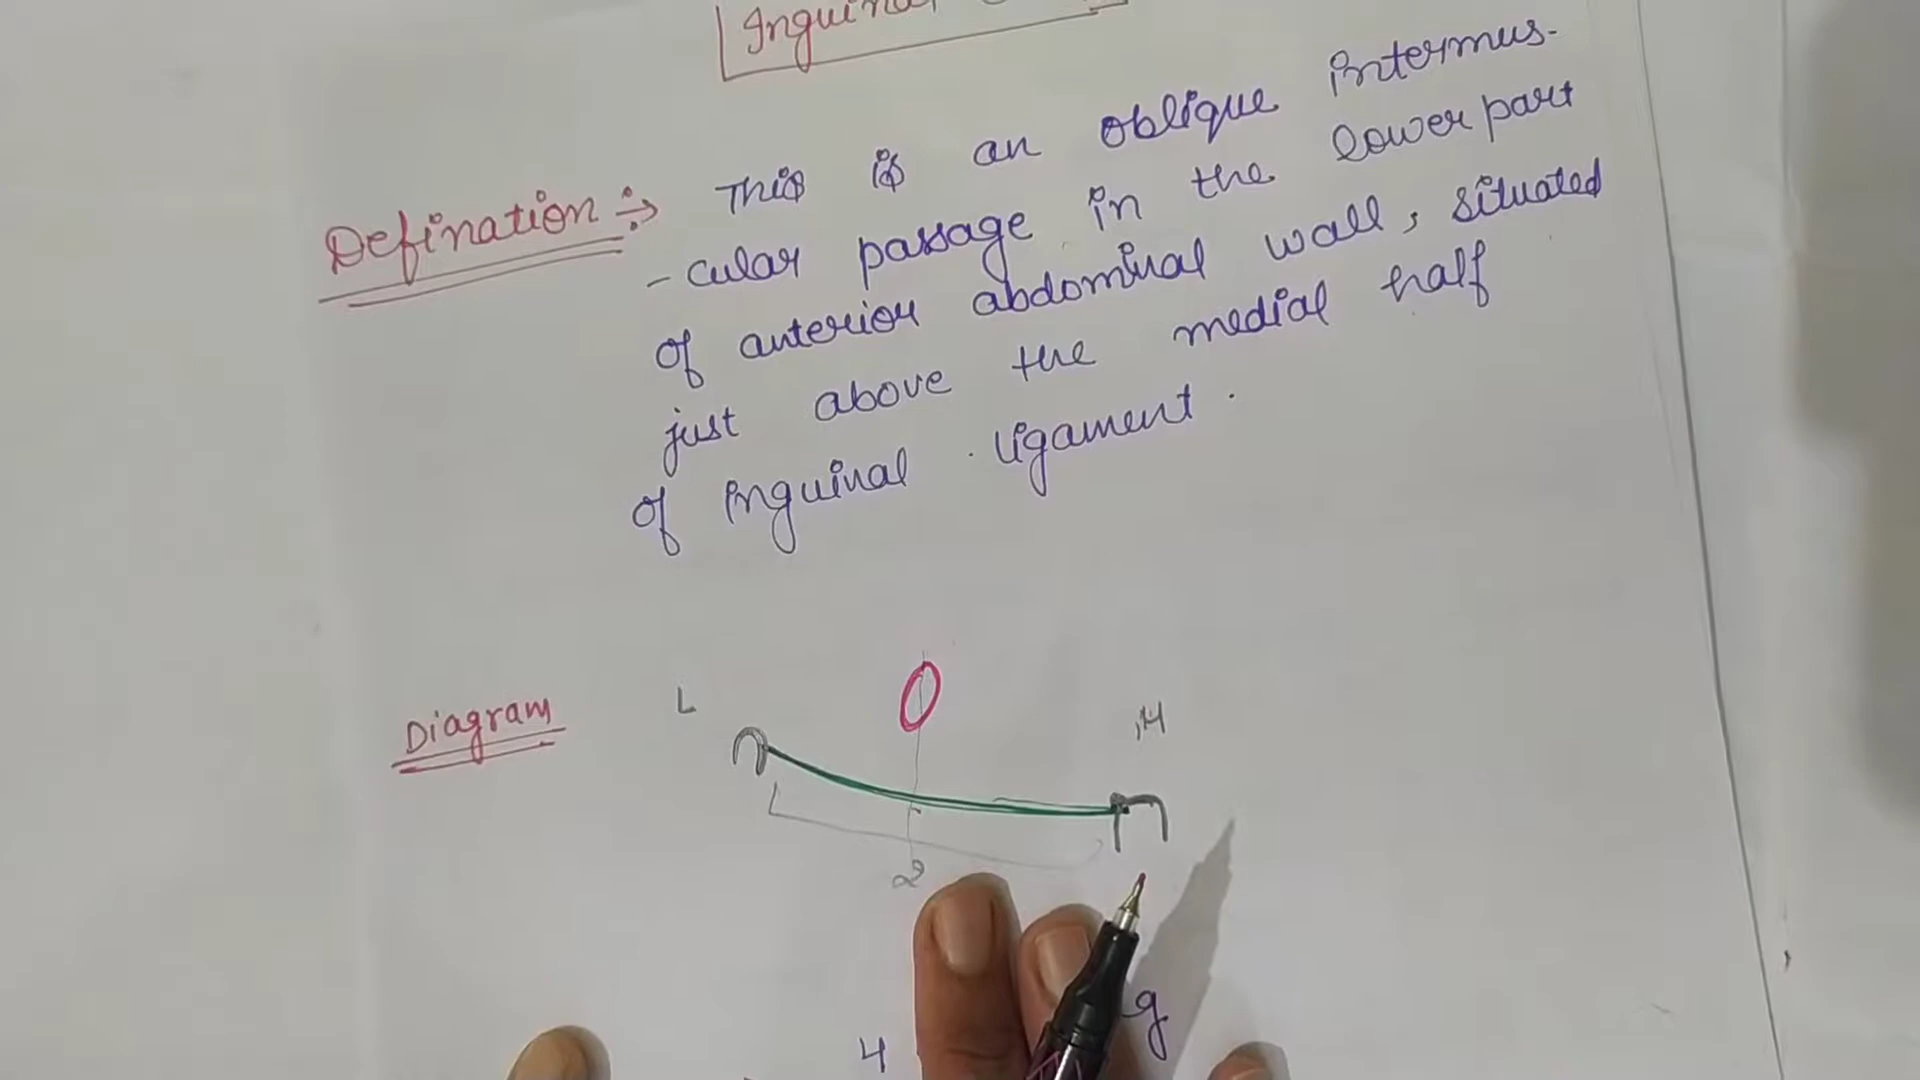 Inguinal
Defination :- This is an oblique intermus-
-cular passage in the lower part
of anterior abdominal wall, situated
just above the medial half
of inguinal ligament.
Diagram
L
M
2
4
g